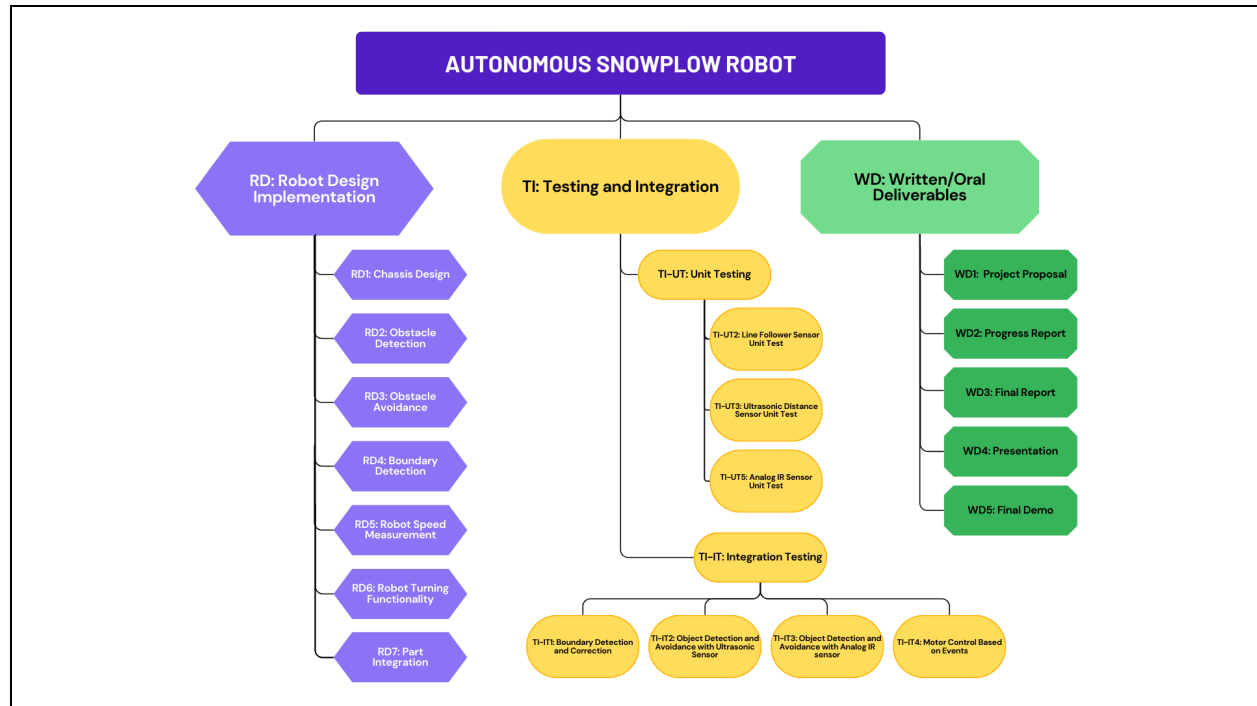 AUTONOMOUS SNOWPLOW ROBOT
RD: Robot Design
Implementation
RD1: Chassis Design
RD2: Obstacle
Detection
RD3: Obstacle
Avoidance
RD4: Boundary
Detection
RD5: Robot Speed
Measurement
RD6: Robot Turning
Functionality
RD7: Part
Integration
TI: Testing and Integration
TI-UT: Unit Testing
TI-UT2: Line Follower Sensor
Unit Test
TI-UT3: Ultrasonic Distance
Sensor Unit Test
TI-UT5: Analog IR Sensor
Unit Test
TI-IT: Integration Testing
TI-IT1: Boundary Detection
and Correction
TI-IT2: Object Detection and
Avoidance with Ultrasonic
Sensor
TI-IT3: Object Detection and
Avoidance with Analog IR
sensor
TI-IT4: Motor Control Based
on Events
WD: Written/Oral
Deliverables
WD1: Project Proposal
WD2: Progress Report
WD3: Final Report
WD4: Presentation
WD5: Final Demo